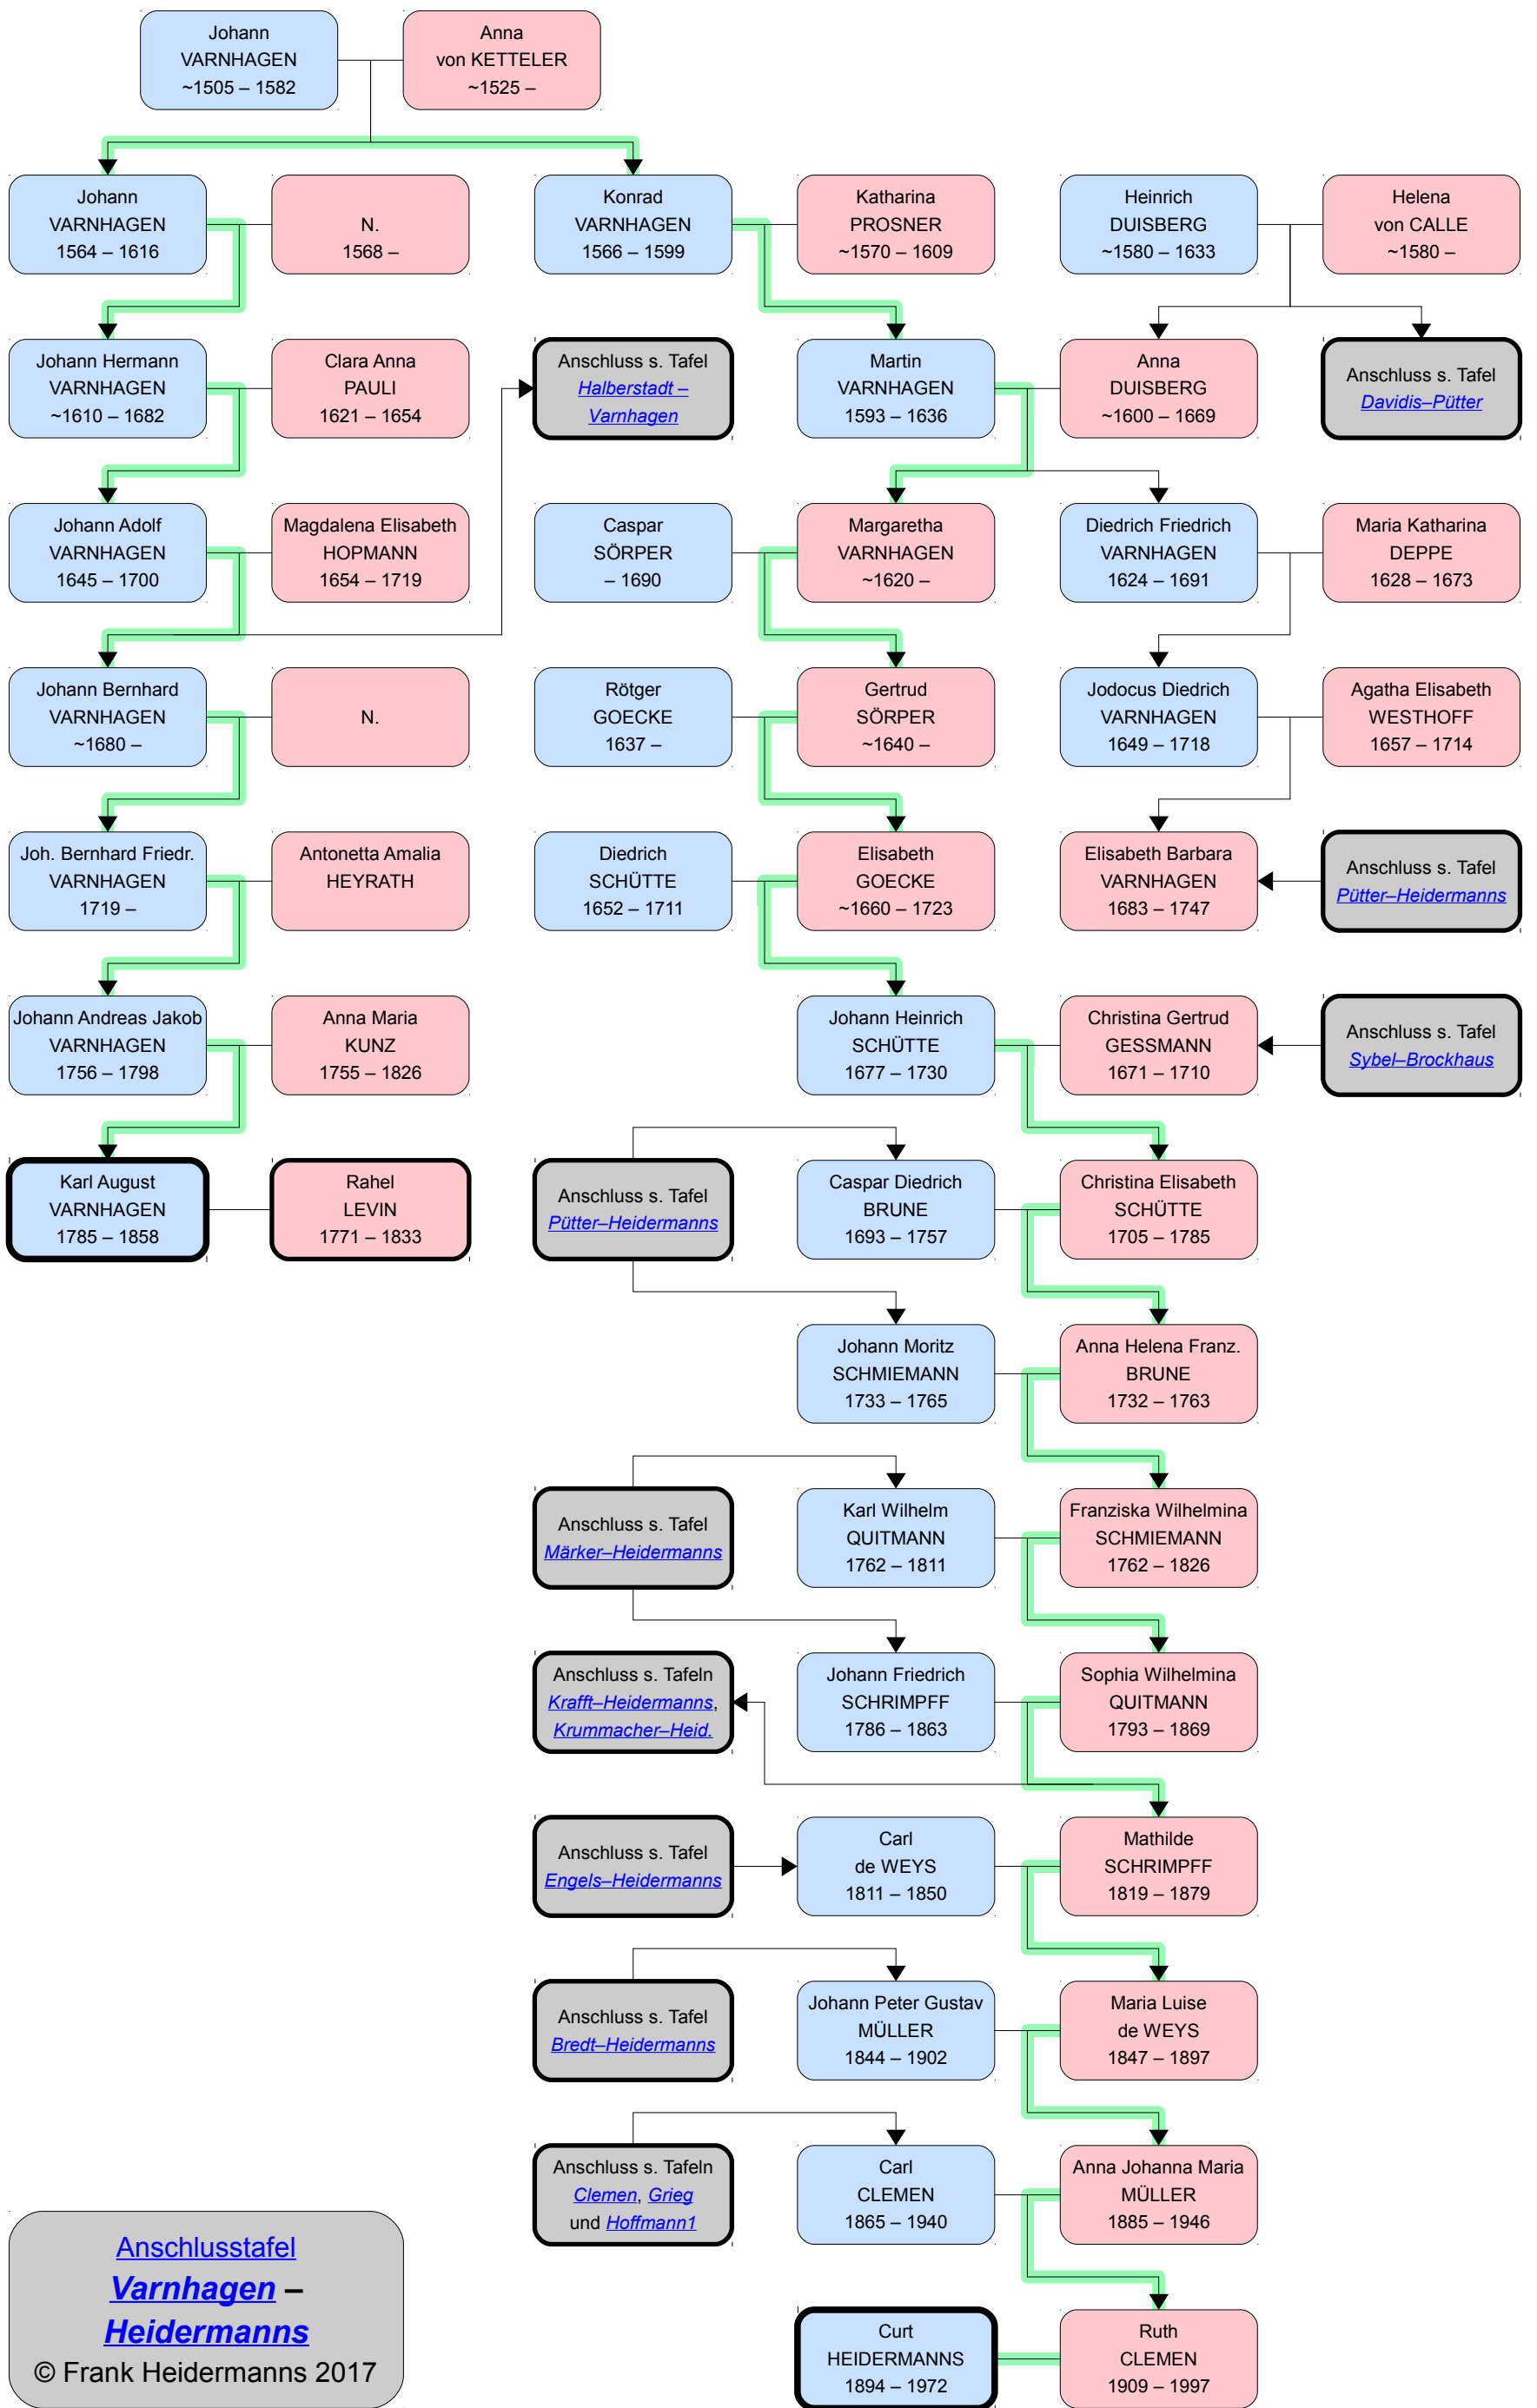 Johann
VARNHAGEN
~1505 – 1582
Anna
von KETTELER
~1525 –
Johann
VARNHAGEN
1564 – 1616
N.
1568 –
Konrad
VARNHAGEN
1566 – 1599
Katharina
PROSNER
~1570 – 1609
Heinrich
DUISBERG
~1580 – 1633
Helena
von CALLE
~1580 –
Johann Hermann
VARNHAGEN
~1610 – 1682
Clara Anna
PAULI
1621 – 1654
Anschluss s. Tafel
Halberstadt –
Varnhagen
Martin
VARNHAGEN
1593 – 1636
Anna
DUISBERG
~1600 – 1669
Anschluss s. Tafel
Davidis–Pütter
Johann Adolf
VARNHAGEN
1645 – 1700
Magdalena Elisabeth
HOPMANN
1654 – 1719
Caspar
SÖRPER
– 1690
Margaretha
VARNHAGEN
~1620 –
Diedrich Friedrich
VARNHAGEN
1624 – 1691
Maria Katharina
DEPPE
1628 – 1673
Johann Bernhard
VARNHAGEN
~1680 –
N.
Rötger
GOECKE
1637 –
Gertrud
SÖRPER
~1640 –
Jodocus Diedrich
VARNHAGEN
1649 – 1718
Agatha Elisabeth
WESTHOFF
1657 – 1714
Joh. Bernhard Friedr.
VARNHAGEN
1719 –
Antonetta Amalia
HEYRATH
Diedrich
SCHÜTTE
1652 – 1711
Elisabeth
GOECKE
~1660 – 1723
Elisabeth Barbara
VARNHAGEN
1683 – 1747
Anschluss s. Tafel
Pütter–Heidermanns
Johann Andreas Jakob
VARNHAGEN
1756 – 1798
Anna Maria
KUNZ
1755 – 1826
Johann Heinrich
SCHÜTTE
1677 – 1730
Christina Gertrud
GESSMANN
1671 – 1710
Anschluss s. Tafel
Sybel–Brockhaus
Karl August
VARNHAGEN
1785 – 1858
Rahel
LEVIN
1771 – 1833
Anschluss s. Tafel
Pütter–Heidermanns
Caspar Diedrich
BRUNE
1693 – 1757
Christina Elisabeth
SCHÜTTE
1705 – 1785
Johann Moritz
SCHMIEMANN
1733 – 1765
Anna Helena Franz.
BRUNE
1732 – 1763
Anschluss s. Tafel
Märker–Heidermanns
Karl Wilhelm
QUITMANN
1762 – 1811
Franziska Wilhelmina
SCHMIEMANN
1762 – 1826
Anschluss s. Tafeln
Krafft–Heidermanns,
Krummacher–Heid.
Johann Friedrich
SCHRIMPFF
1786 – 1863
Sophia Wilhelmina
QUITMANN
1793 – 1869
Anschluss s. Tafel
Engels–Heidermanns
Carl
de WEYS
1811 – 1850
Mathilde
SCHRIMPFF
1819 – 1879
Anschluss s. Tafel
Bredt–Heidermanns
Johann Peter Gustav
MÜLLER
1844 – 1902
Maria Luise
de WEYS
1847 – 1897
Anschluss s. Tafeln
Clemen, Grieg
und Hoffmann1
Carl
CLEMEN
1865 – 1940
Anna Johanna Maria
MÜLLER
1885 – 1946
Anschlusstafel
Varnhagen –
Heidermanns
© Frank Heidermanns 2017
Curt
HEIDERMANNS
1894 – 1972
Ruth
CLEMEN
1909 – 1997